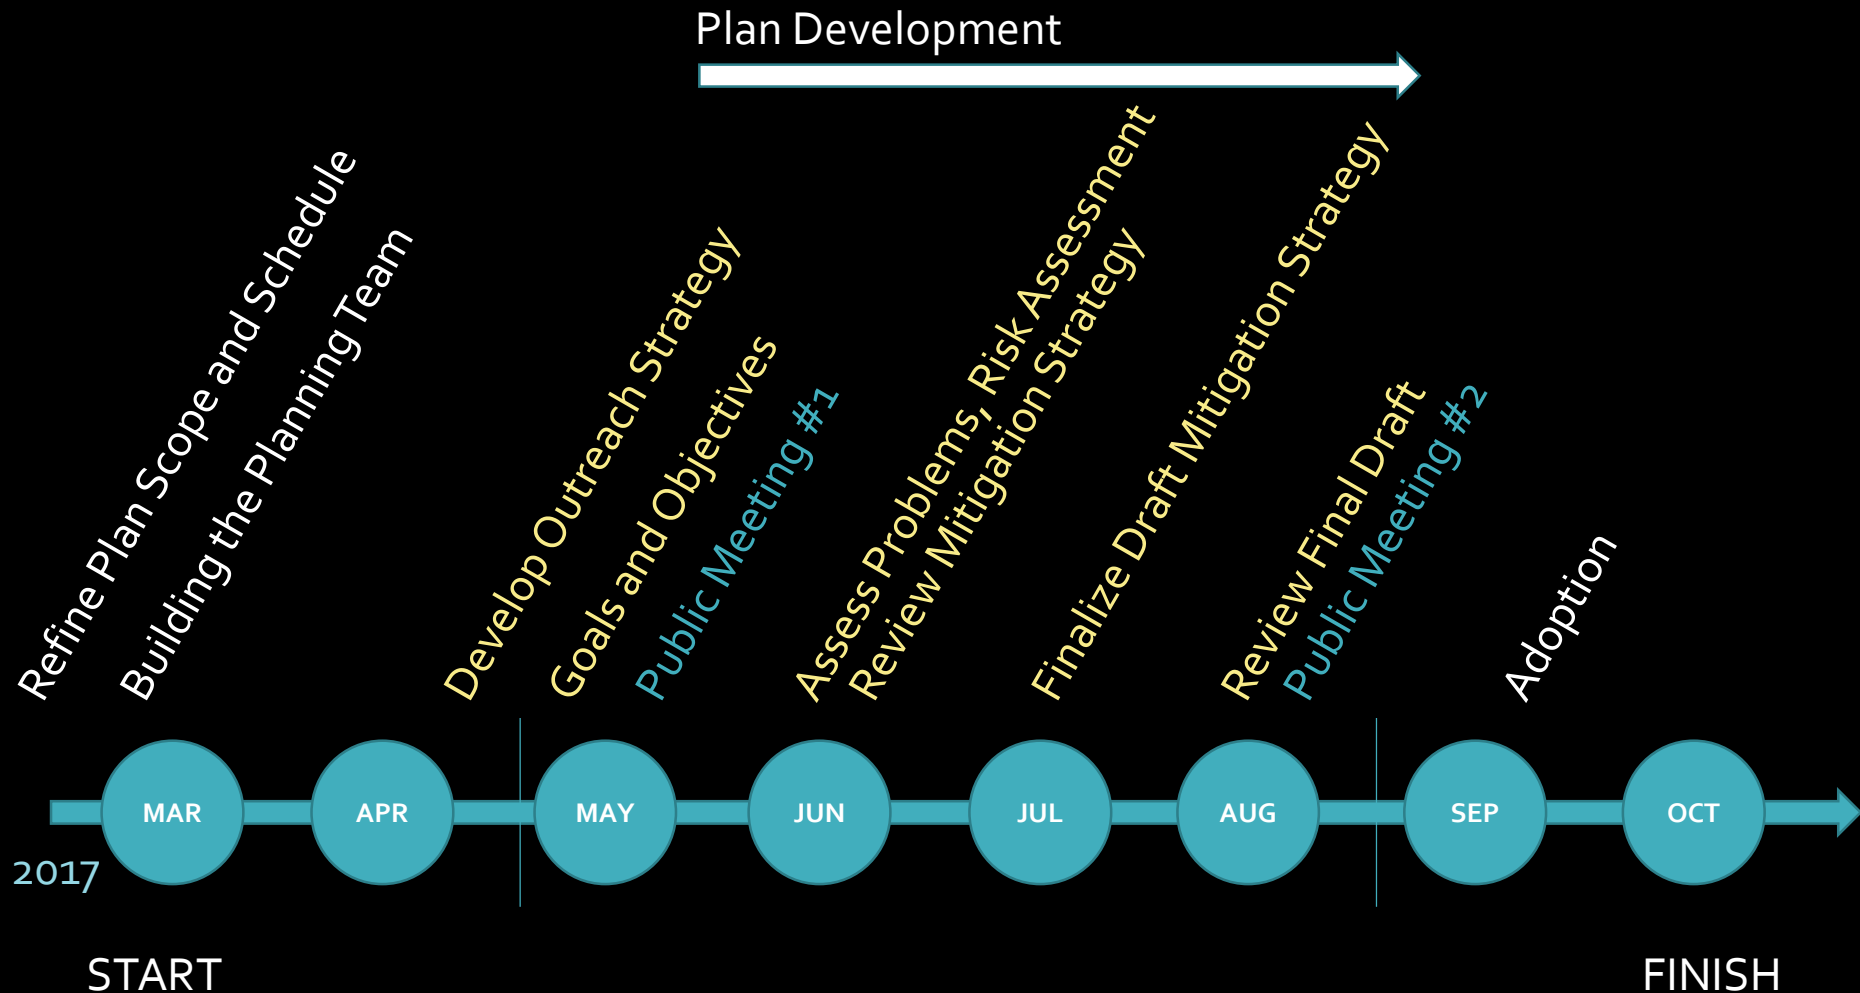 Plan Development
Refine Plan Scope and Schedule
Building the Planning Team
Develop Outreach Strategy
Goals and Objectives
Public Meeting #1
Assess Problems, Risk Assessment
Review Mitigation Strategy
Finalize Draft Mitigation Strategy
Review Final Draft
Public Meeting #2
Adoption
MAR
APR
MAY
JUN
JUL
AUG
SEP
OCT
2017
START
FINISH